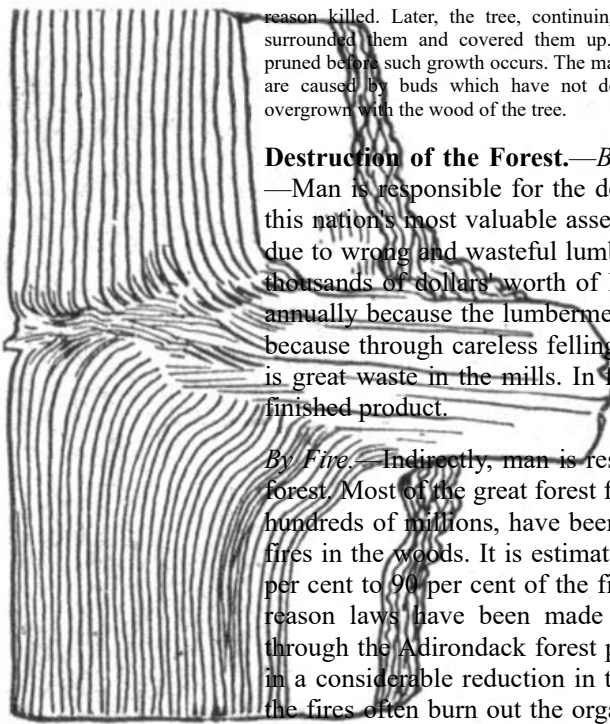 reason killed. Later, the tree, continuing
surrounded them and covered them up.
pruned before such growth occurs. The ma
are caused by buds which have not de
overgrown with the wood of the tree.
Destruction of the Forest.—B
—Man is responsible for the de
this nation's most valuable asse
due to wrong and wasteful lumb
thousands of dollars' worth of l
annually because the lumberme
because through careless felling
is great waste in the mills. In f
finished product.
By Fire.—Indirectly, man is res
forest. Most of the great forest f
hundreds of millions, have been
fires in the woods. It is estimat
per cent to 90 per cent of the fi
reason laws have been made
through the Adirondack forest p
in a considerable reduction in t
the fires often burn out the orga